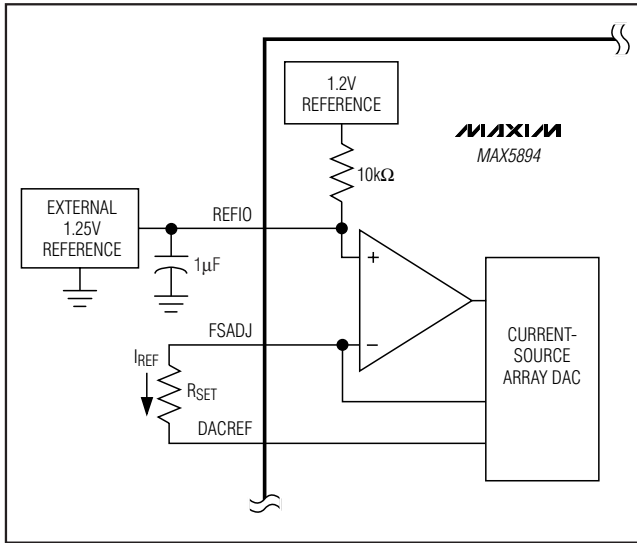 1.2V
REFERENCE
MAXIM
MAX5894
10kΩ
EXTERNAL
1.25V
REFERENCE
REFIO
1μF
+
FSADJ
−
CURRENT-
SOURCE
ARRAY DAC
IREF
RSET
DACREF